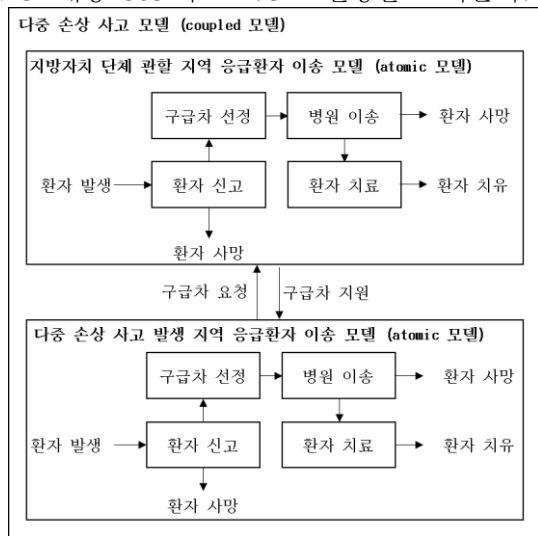 다중 손상 사고 모델 (coupled 모델)
지방자치 단체 관할 지역 응급환자 이송 모델 (atomic 모델)
구급차 선정
병원 이송
환자 사망
환자 발생
환자 신고
환자 치료
환자 치유
환자 사망
구급차 요청
구급차 지원
다중 손상 사고 발생 지역 응급환자 이송 모델 (atomic 모델)
구급차 선정
병원 이송
환자 사망
환자 발생
환자 신고
환자 치료
환자 치유
환자 사망